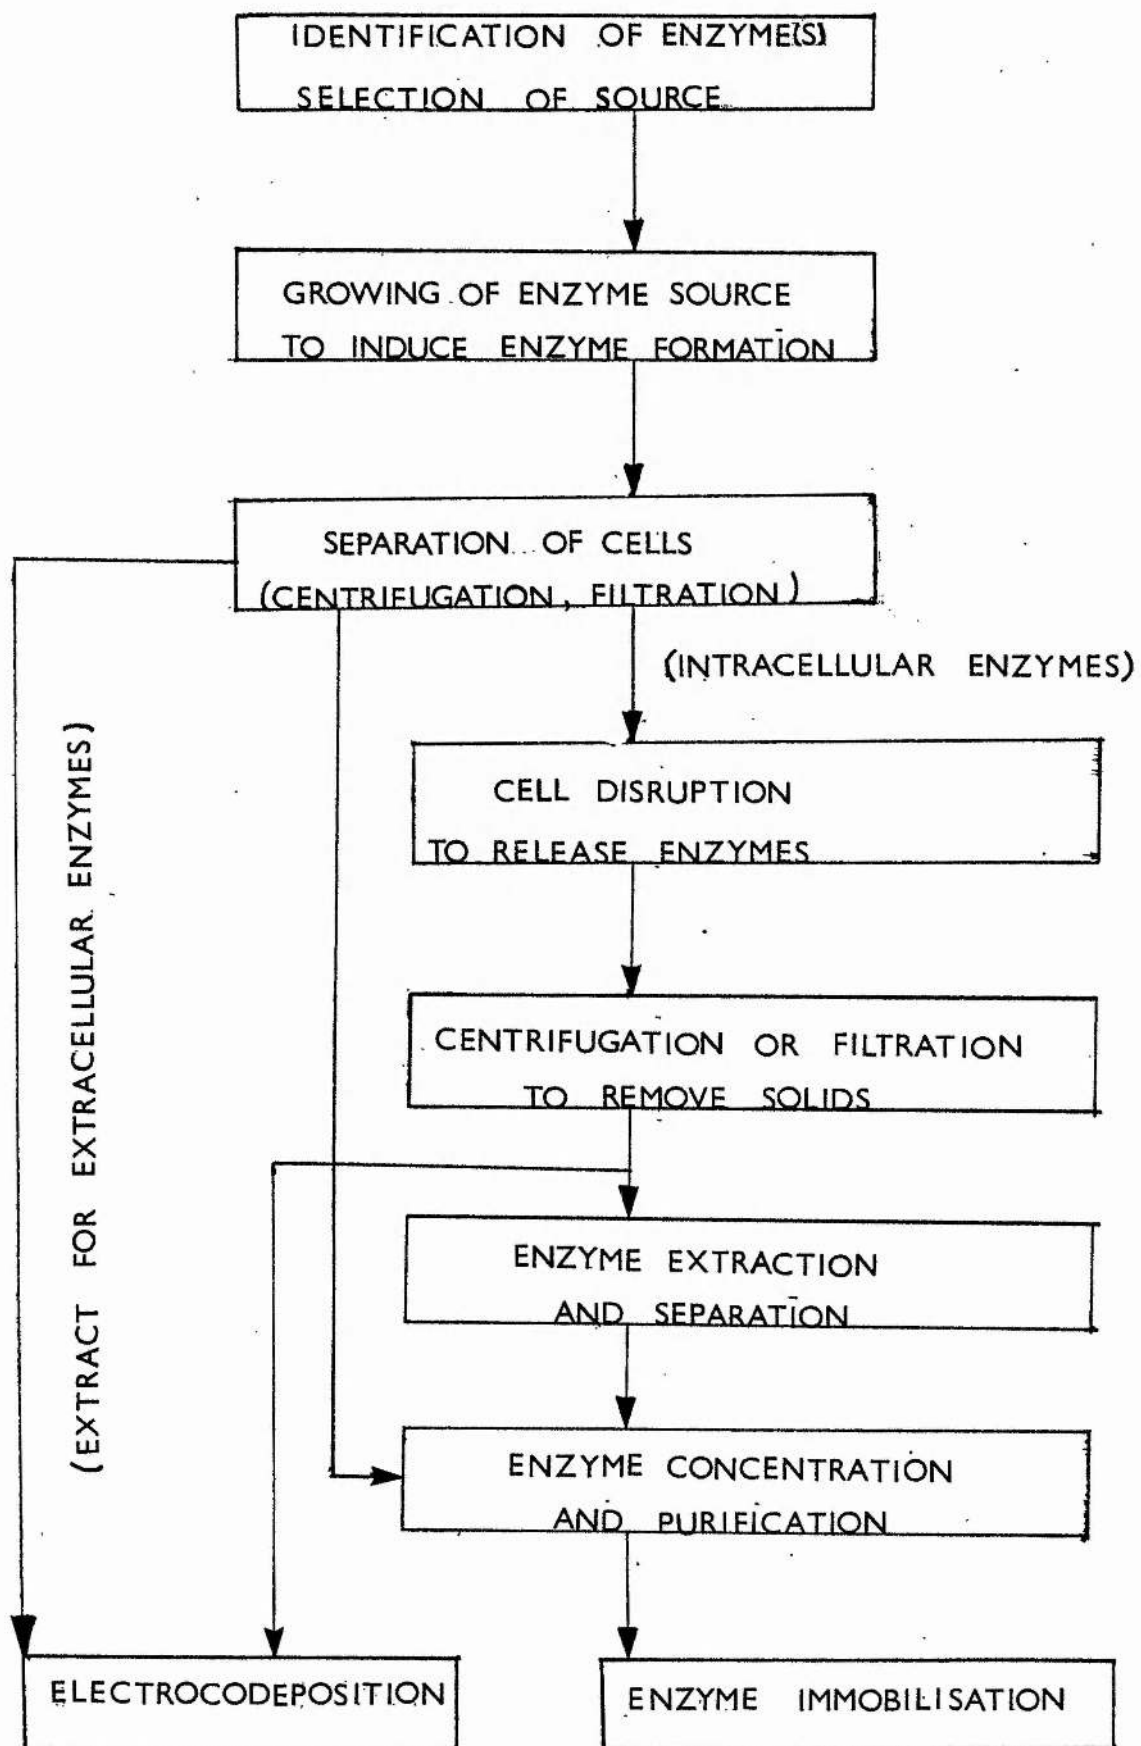 IDENTIFICATION OF ENZYME(S)
SELECTION OF SOURCE
GROWING OF ENZYME SOURCE
TO INDUCE ENZYME FORMATION
SEPARATION OF CELLS
(CENTRIFUGATION, FILTRATION)
(INTRACELLULAR ENZYMES)
(EXTRACT FOR EXTRACELLULAR ENZYMES)
CELL DISRUPTION
TO RELEASE ENZYMES
CENTRIFUGATION OR FILTRATION
TO REMOVE SOLIDS
ENZYME EXTRACTION
AND SEPARATION
ENZYME CONCENTRATION
AND PURIFICATION
ELECTROCODEPOSITION
ENZYME IMMOBILISATION